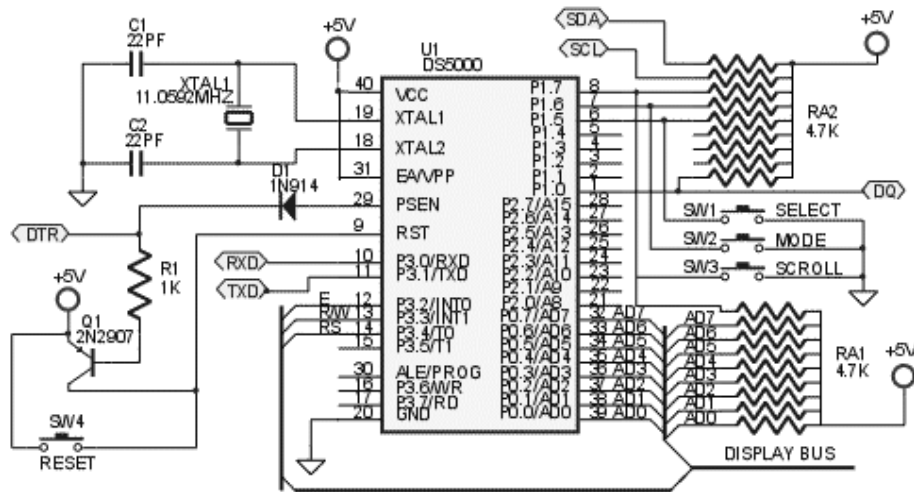 C1
22PF
XTAL1
11.0592MHZ
C2
22PF
+5V
U1
DS5000
40 VCC
19 XTAL1
18 XTAL2
31 EA/VPP
29 PSEN
9 RST
10 P3.0/RXD
11 P3.1/TXD
12 P3.2/INT0
13 P3.3/INT1
14 P3.4/T0
15 P3.5/T1
30 ALE/PROG
16 P3.6/WR
17 P3.7/RD
20 GND
P1.7 8
P1.6 7
P1.5 6
P1.4 5
P1.3 4
P1.2 3
P1.1 2
P1.0 1
P2.7/A15 28
P2.6/A14 27
P2.5/A13 26
P2.4/A12 25
P2.3/A11 24
P2.2/A10 23
P2.1/A9 22
P2.0/A8 21
P0.7/AD7 32 AD7
P0.6/AD6 33 AD6
P0.5/AD5 34 AD5
P0.4/AD4 35 AD4
P0.3/AD3 36 AD3
P0.2/AD2 37 AD2
P0.1/AD1 38 AD1
P0.0/AD0 39 AD0
D1
1N914
DTR
R1
1K
+5V
Q1
2N2907
SW4
RESET
RXD
TXD
E
R/W
RS
SDA
SCL
+5V
RA2
4.7K
DQ
SW1 SELECT
SW2 MODE
SW3 SCROLL
AD7
AD6
AD5
AD4
AD3
AD2
AD1
AD0
RA1
4.7K
+5V
DISPLAY BUS